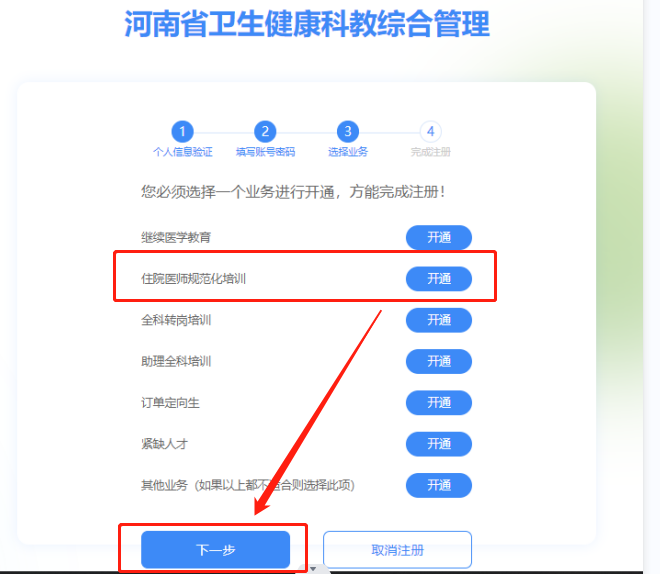 河南省卫生健康科教综合管理
1 2 3 4
个人信息验证 填写账号密码 选择业务 完成注册
您必须选择一个业务进行开通，方能完成注册！
继续医学教育 开通
住院医师规范化培训 开通
全科转岗培训 开通
助理全科培训 开通
订单定向生 开通
紧缺人才 开通
其他业务（如果以上都不适合则选择此项） 开通
下一步 取消注册